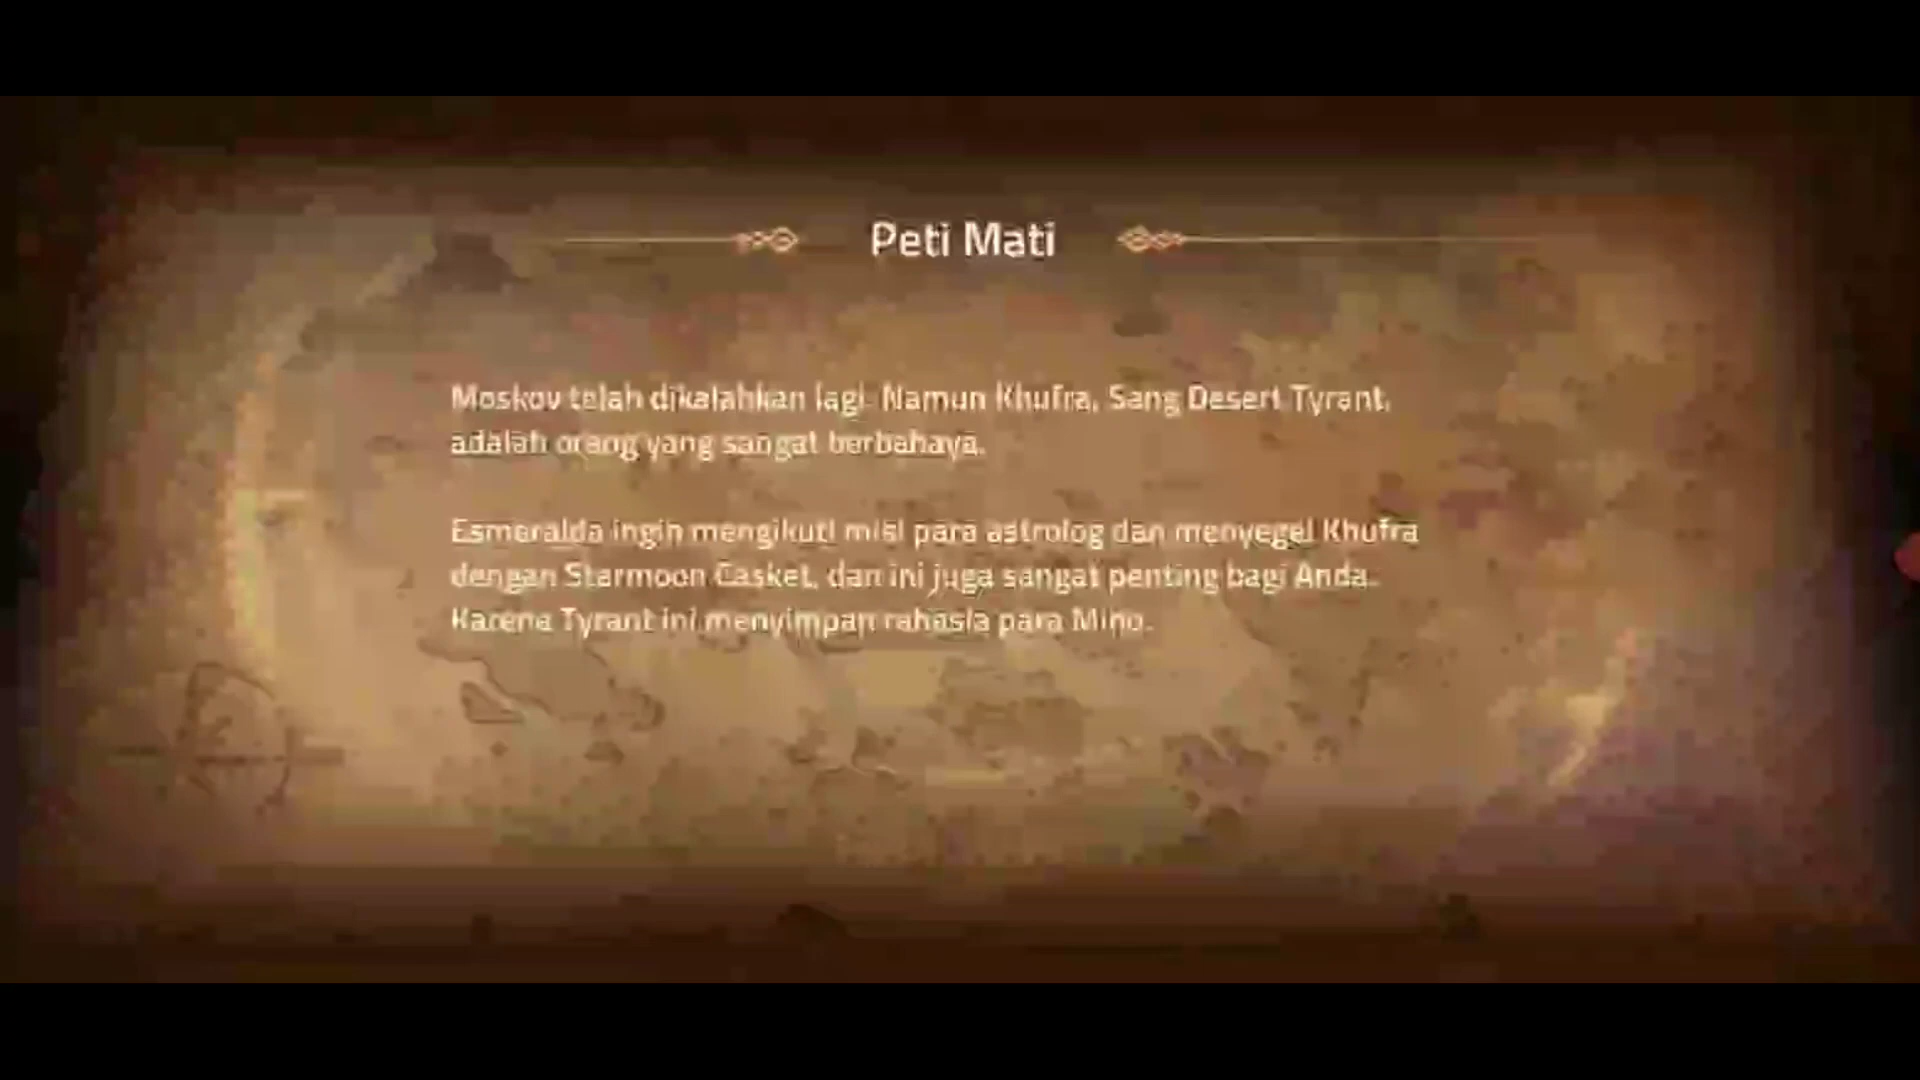 Peti Mati
Moskov telah dikalahkan lagi. Namun Khufra, Sang Desert Tyrant,
adalah orang yang sangat berbahaya.
Esmeralda ingin mengikuti misi para astrolog dan menyegel Khufra
dengan Starmoon Casket, dan ini juga sangat penting bagi Anda.
Karena Tyrant ini menyimpan rahasia para Mino.